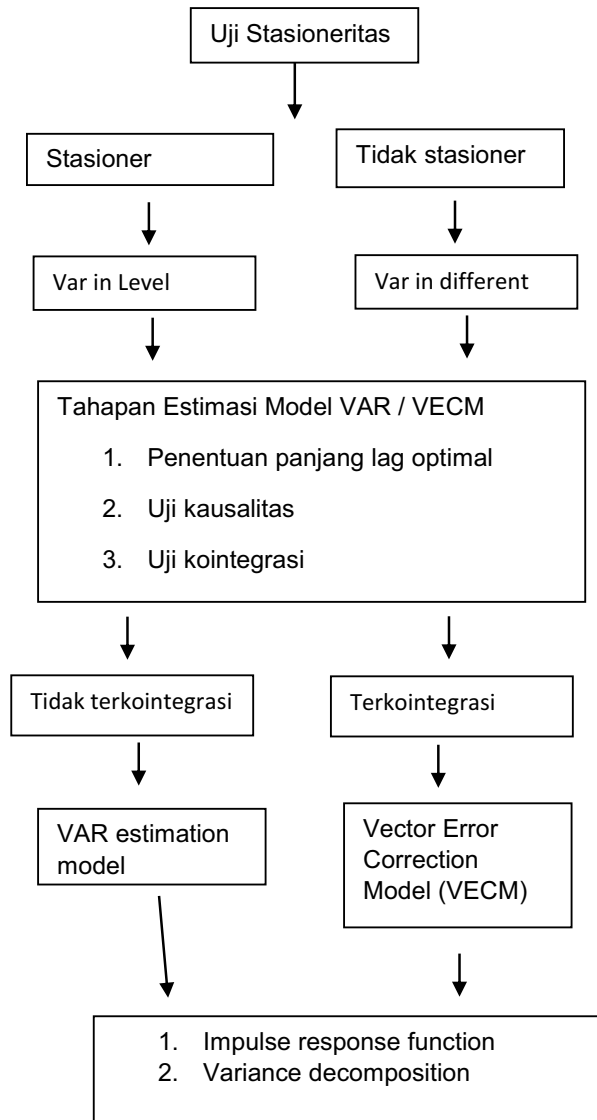 Uji Stasioneritas
Stasioner
Tidak stasioner
Var in Level
Var in different
Tahapan Estimasi Model VAR / VECM
1. Penentuan panjang lag optimal
2. Uji kausalitas
3. Uji kointegrasi
Tidak terkointegrasi
Terkointegrasi
VAR estimation
model
Vector Error
Correction
Model (VECM)
1. Impulse response function
2. Variance decomposition